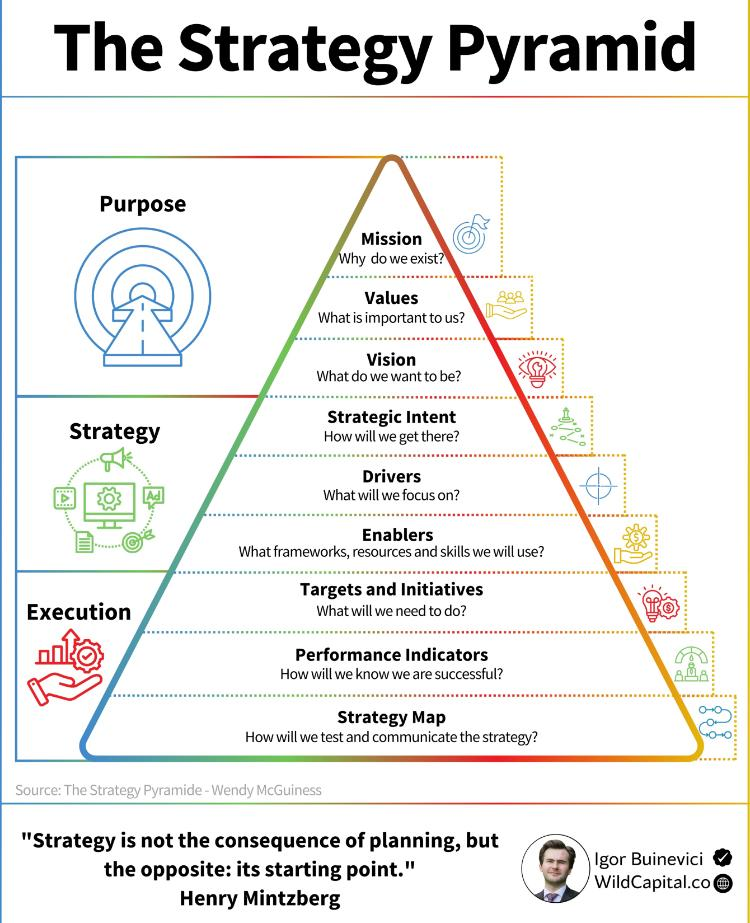 The Strategy Pyramid
Purpose
Mission
Why do we exist?
Values
What is important to us?
Vision
What do we want to be?
Strategy
Strategic Intent
How will we get there?
Drivers
What will we focus on?
Ad
Enablers
What frameworks, resources and skills we will use?
Execution
Targets and Initiatives
What will we need to do?
Performance Indicators
How will we know we are successful?
Strategy Map
How will we test and communicate the strategy?
Source: The Strategy Pyramide - Wendy McGuiness
"Strategy is not the consequence of planning, but
the opposite: its starting point."
Henry Mintzberg
Igor Buinevici
WildCapital.co